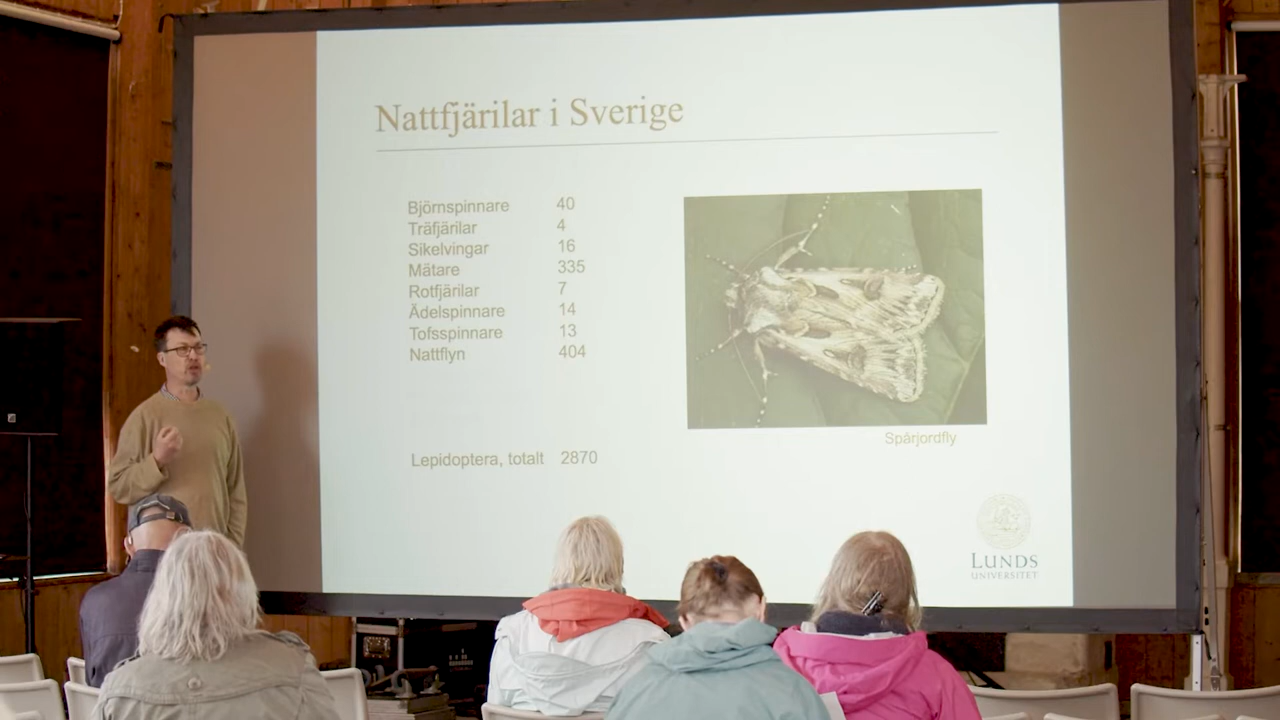 Nattfjärilar i Sverige
Björnspinnare 40
Träfjärilar 4
Sikelvingar 16
Mätare 335
Rotfjärilar 7
Ädelspinnare 14
Tofsspinnare 13
Nattflyn 404
Lepidoptera, totalt 2870
Spårjordfly
LUNDS
UNIVERSITET